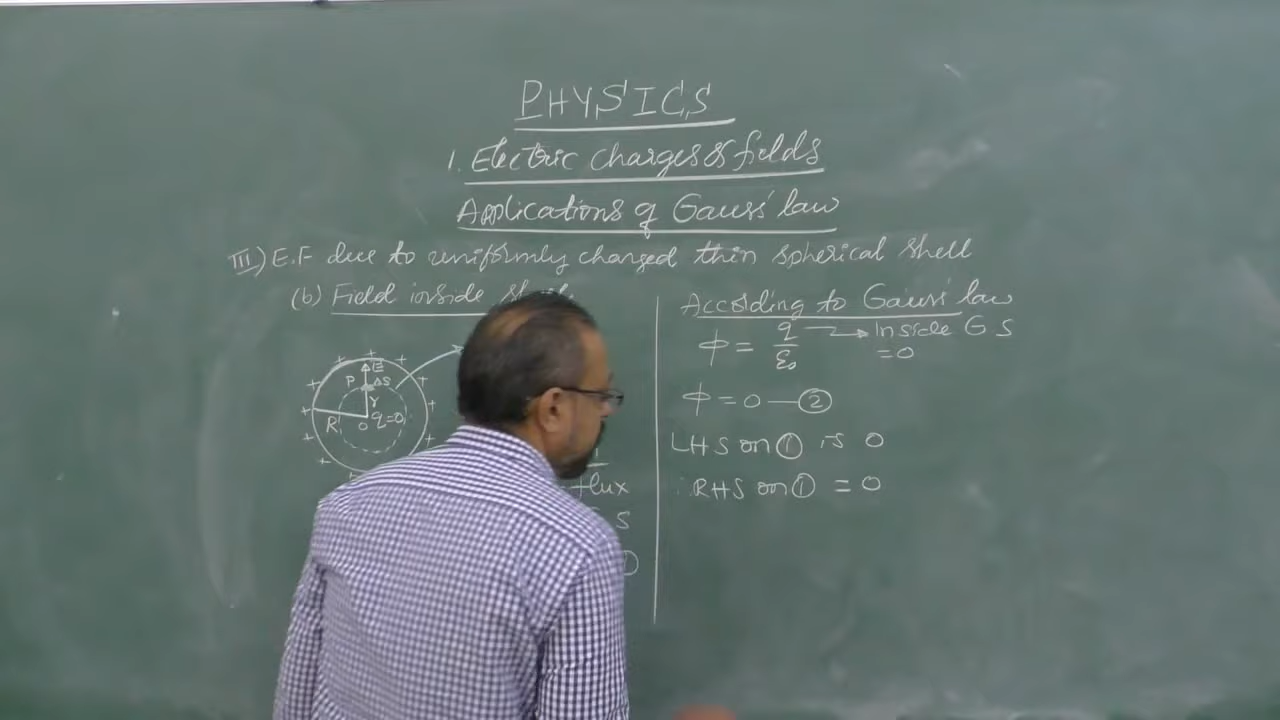 PHYSICS
1. Electric charges & fields
Applications of Gauss' law
III) E.F due to uniformly charged thin spherical shell
(b) Field inside
E
P ΔS
r
R O q=0
flux
S
According to Gauss' law
ϕ = q/ε₀ → Inside G S
= 0
ϕ = 0 — ②
LHS on ① is 0
∴ RHS on ① = 0